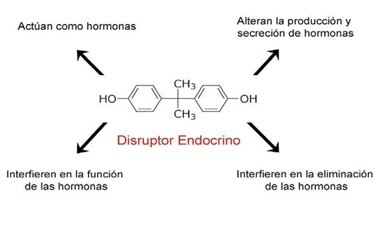 Actúan como hormonas
Alteran la producción y
secreción de hormonas
CH3
HO
OH
CH3
Disruptor Endocrino
Interfieren en la función
de las hormonas
Interfieren en la eliminación
de las hormonas